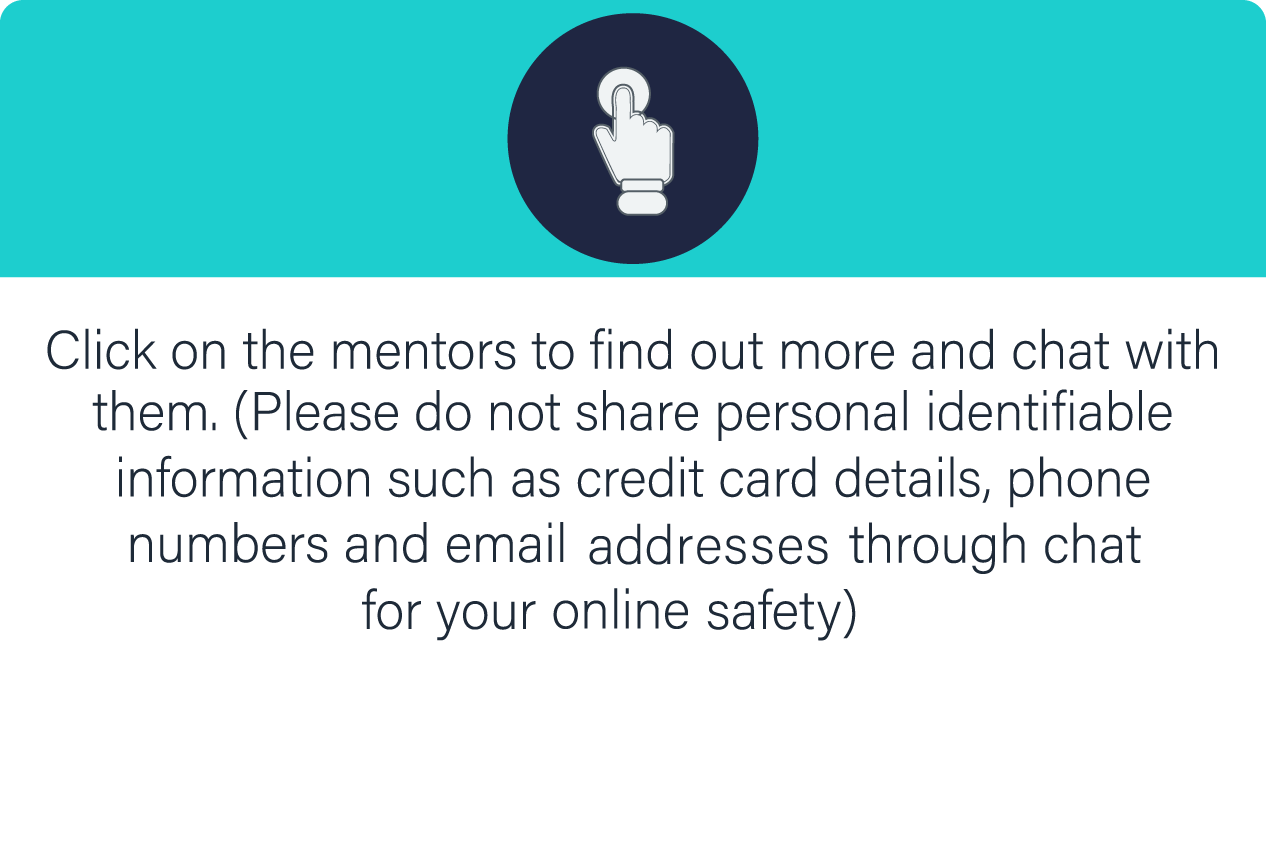 Click on the mentors to find out more and chat with
them. (Please do not share personal identifiable
information such as credit card details, phone
numbers and email addresses through chat
for your online safety)